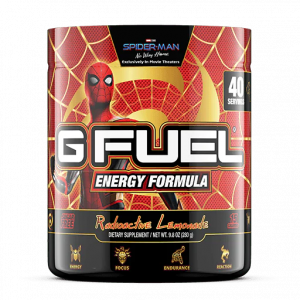 SPIDER-MAN
No Way Home
Exclusively In Movie Theaters
40
SERVINGS
G FUEL
ENERGY FORMULA
Radioactive Lemonade
DIETARY SUPPLEMENT / NET WT. 9.8 OZ (280 g)
ENERGY
FOCUS
ENDURANCE
REACTION